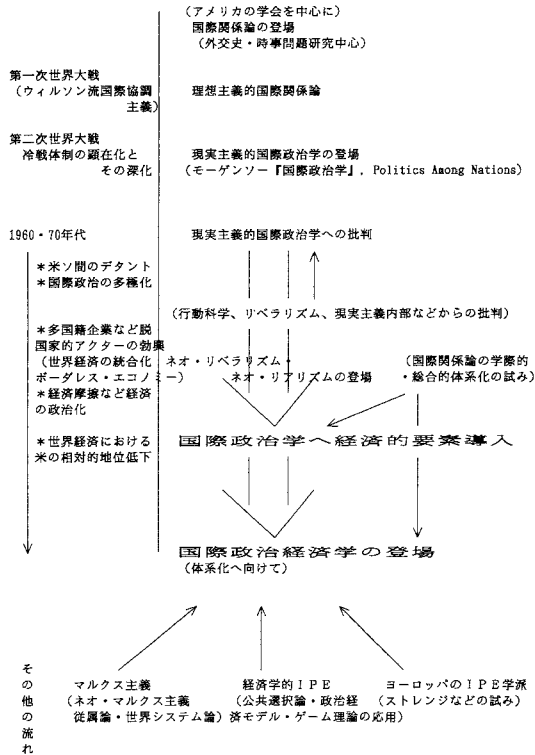 （アメリカの学会を中心に）
国際関係論の登場
（外交史・時事問題研究中心）
第一次世界大戦
（ウィルソン流国際協調
主義）
理想主義的国際関係論
第二次世界大戦
冷戦体制の顕在化と
その深化
現実主義的国際政治学の登場
（モーゲンソー『国際政治学』, Politics Among Nations）
1960・70年代
現実主義的国際政治学への批判
＊米ソ間のデタント
＊国際政治の多極化
（行動科学、リベラリズム、現実主義内部などからの批判）
＊多国籍企業など脱
国家的アクターの勃興
（世界経済の統合化
ボーダレス・エコノミー）
ネオ・リベラリズム・
ネオ・リアリズムの登場
（国際関係論の学際的
・総合的体系化の試み）
＊経済摩擦など経済
の政治化
国際政治学へ経済的要素導入
＊世界経済における
米の相対的地位低下
国際政治経済学の登場
（体系化へ向けて）
その他の流れ
マルクス主義
（ネオ・マルクス主義
従属論・世界システム論）
経済学的ＩＰＥ
（公共選択論・政治経
済モデル・ゲーム理論の応用）
ヨーロッパのＩＰＥ学派
（ストレンジなどの試み）